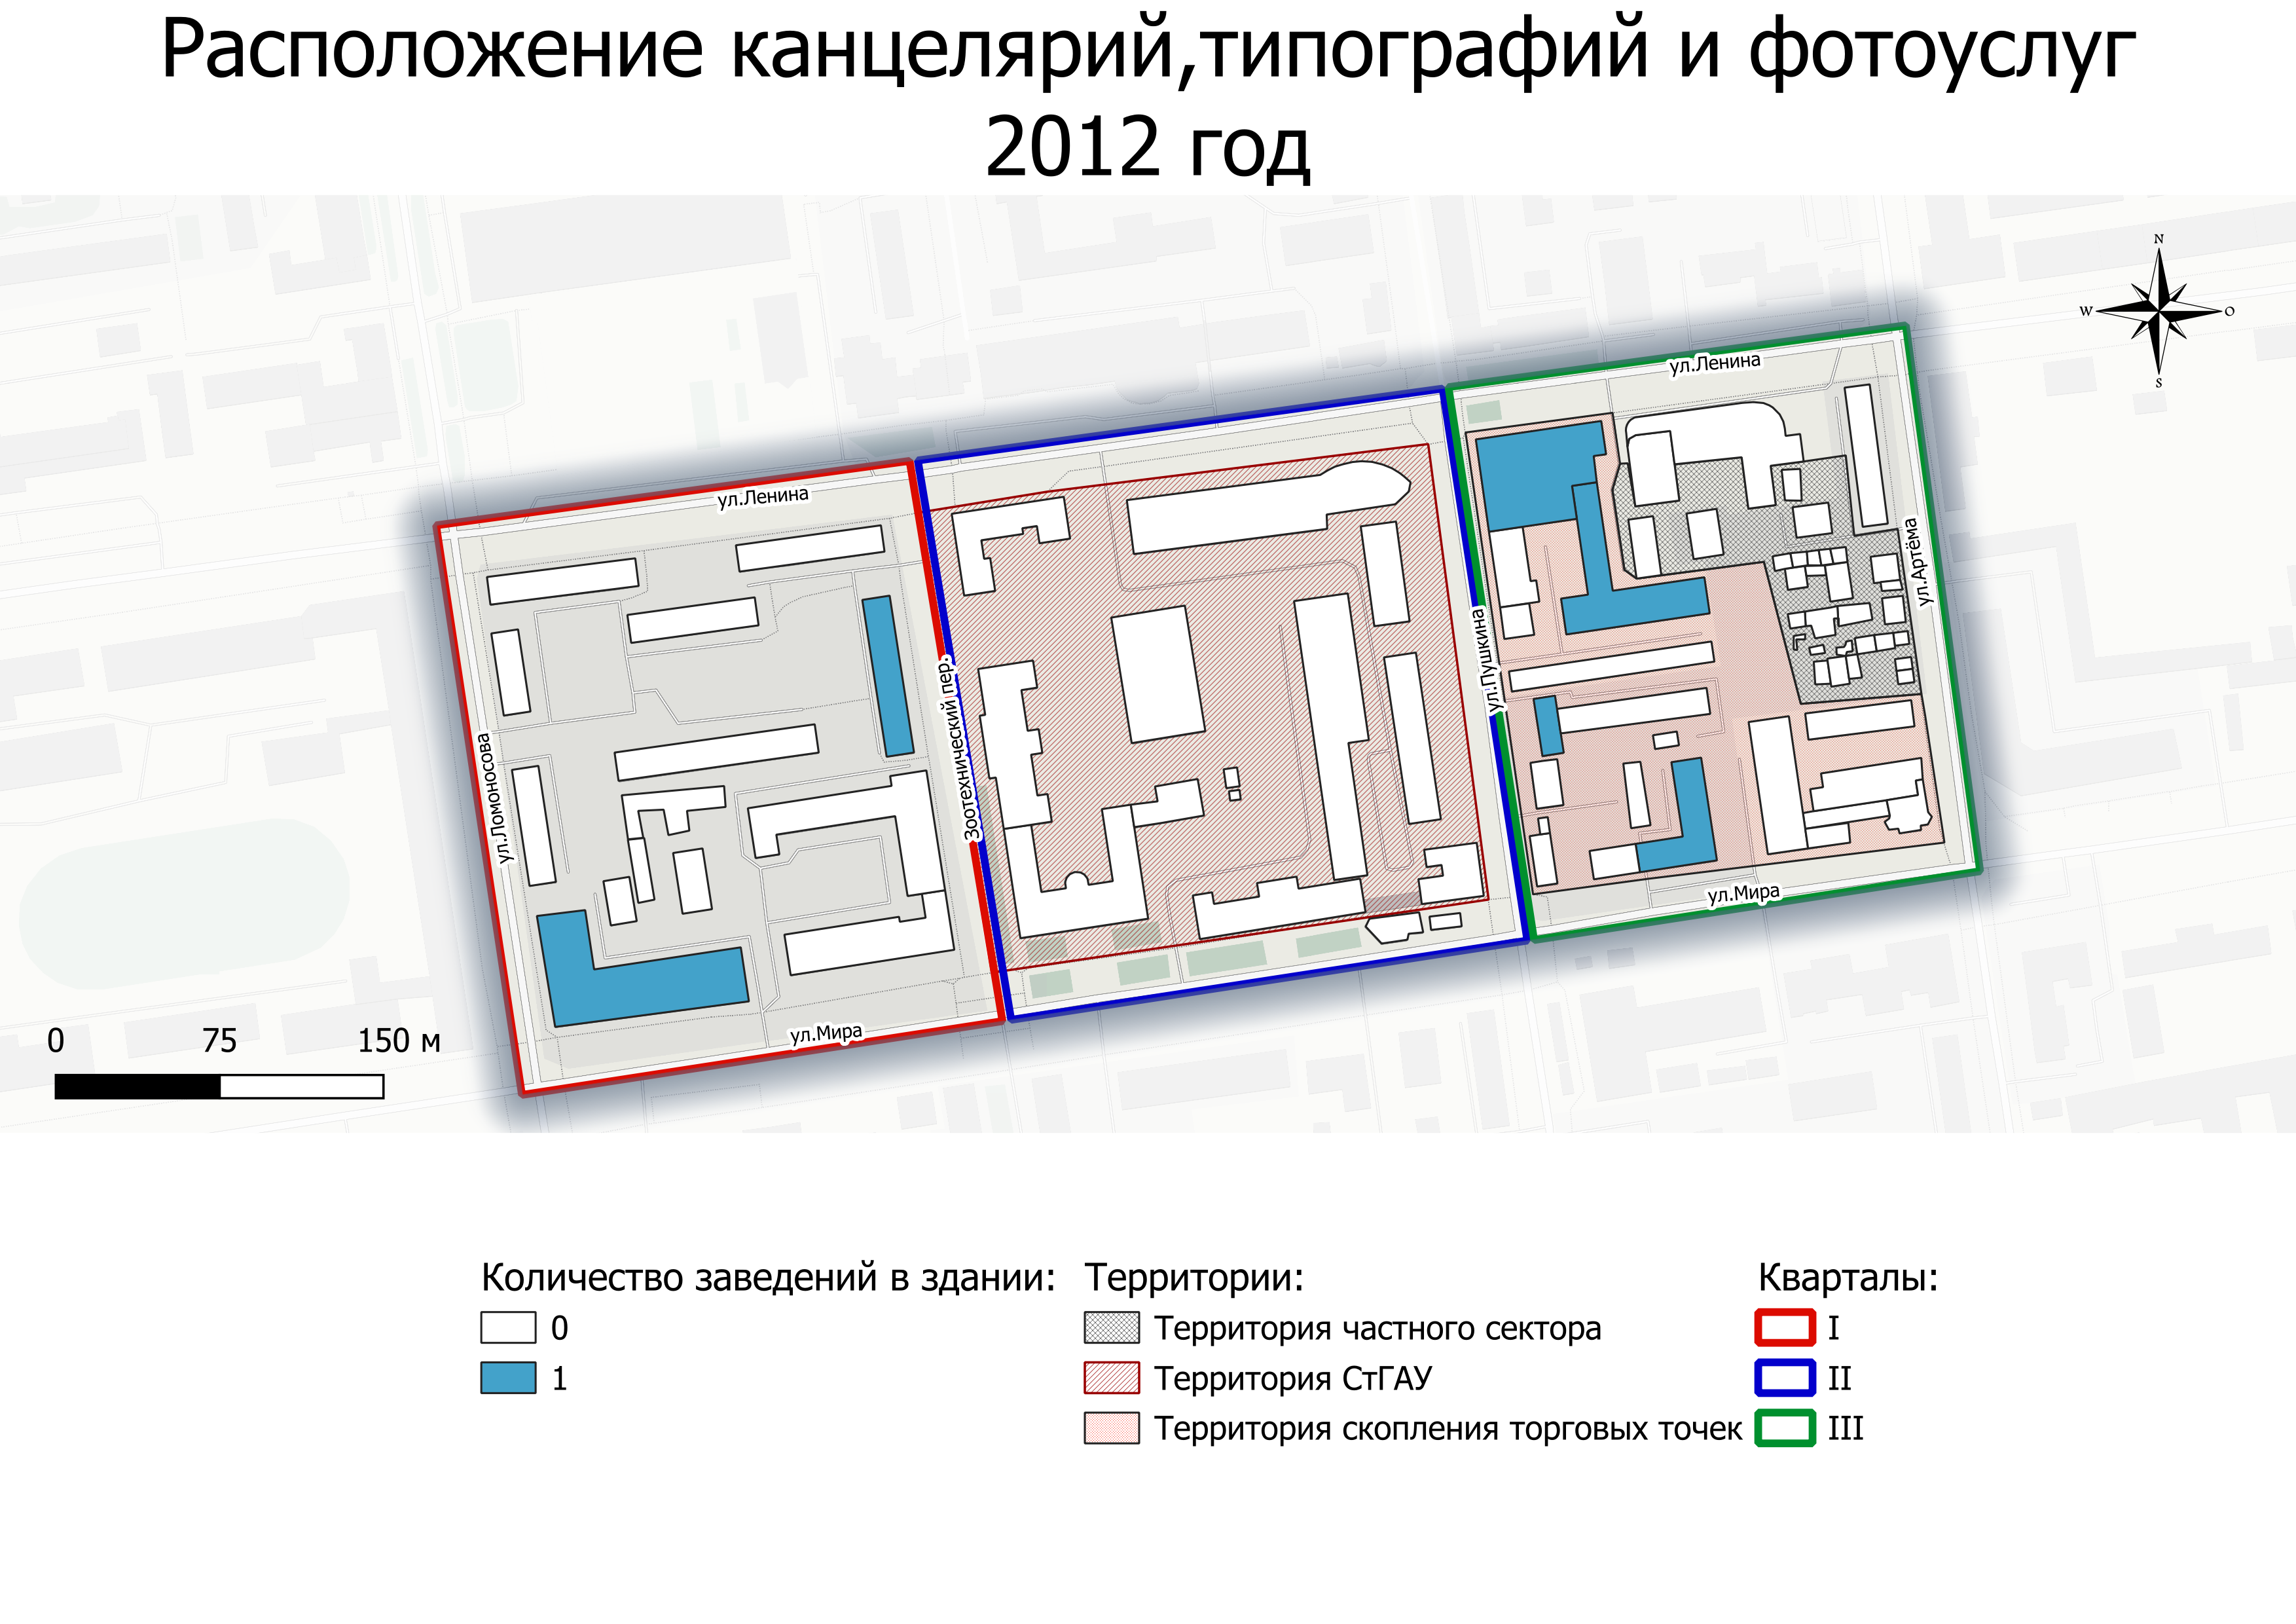 Расположение канцелярий,типографий и фотоуслуг
2012 год
N
W
O
S
ул.Ленина
ул.Ленина
ул.Артёма
ул.Пушкина
Зоотехнический пер.
ул.Ломоносова
ул.Мира
ул.Мира
0 75 150 м
Количество заведений в здании:
0
1
Территории:
Территория частного сектора
Территория СтГАУ
Территория скопления торговых точек
Кварталы:
I
II
III